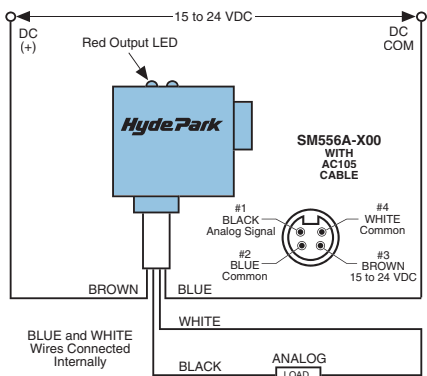 15 to 24 VDC
DC
(+)
DC
COM
Red Output LED
HydePark
SM556A-X00
WITH
AC105
CABLE
#1
BLACK
Analog Signal
#4
WHITE
Common
#2
BLUE
Common
#3
BROWN
15 to 24 VDC
BROWN
BLUE
WHITE
BLUE and WHITE
Wires Connected
Internally
BLACK
ANALOG
LOAD